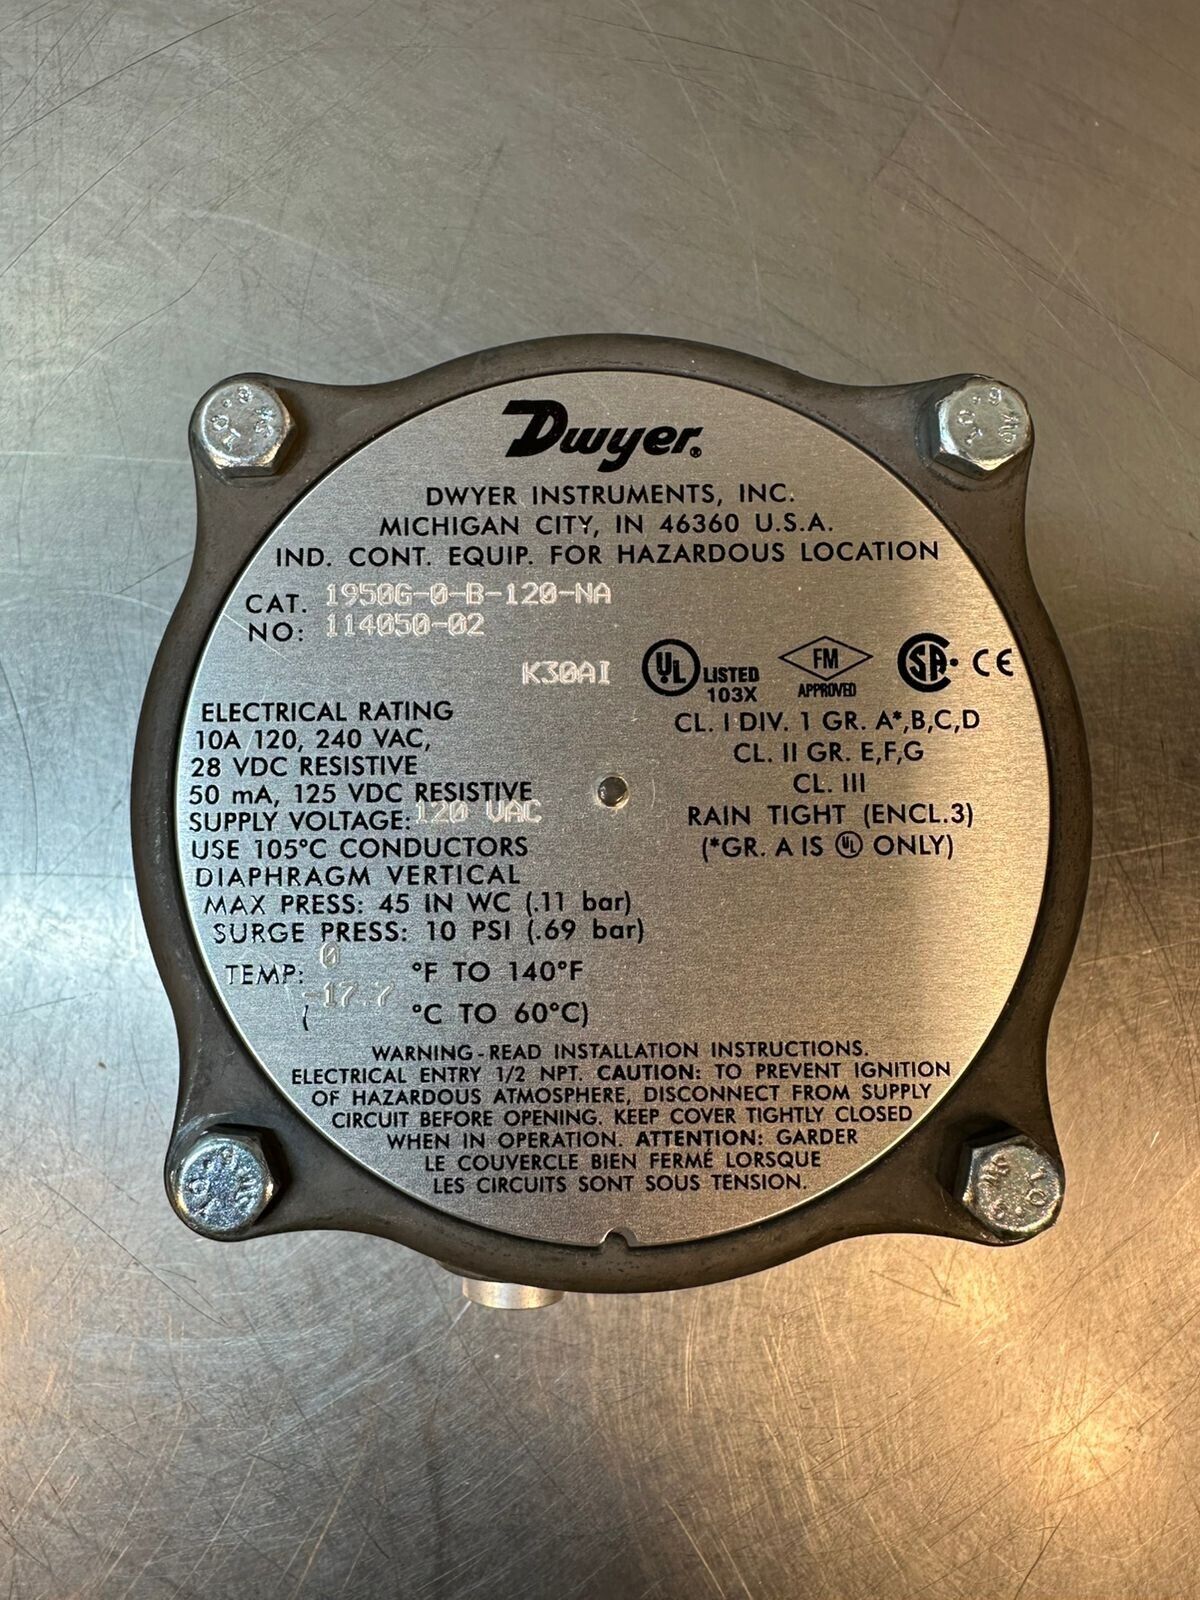 Dwyer®
DWYER INSTRUMENTS, INC.
MICHIGAN CITY, IN 46360 U.S.A.
IND. CONT. EQUIP. FOR HAZARDOUS LOCATION
CAT. 1950G-0-B-120-NA
NO: 114050-02
K30AI
UL LISTED 103X
FM APPROVED
SA CE
ELECTRICAL RATING
10A 120, 240 VAC,
28 VDC RESISTIVE
50 mA, 125 VDC RESISTIVE
SUPPLY VOLTAGE: 120 VAC
USE 105°C CONDUCTORS
DIAPHRAGM VERTICAL
MAX PRESS: 45 IN WC (.11 bar)
SURGE PRESS: 10 PSI (.69 bar)
TEMP: 0 °F TO 140°F
( -17.7 °C TO 60°C)
CL. I DIV. 1 GR. A*,B,C,D
CL. II GR. E,F,G
CL. III
RAIN TIGHT (ENCL.3)
(*GR. A IS UL ONLY)
WARNING - READ INSTALLATION INSTRUCTIONS.
ELECTRICAL ENTRY 1/2 NPT. CAUTION: TO PREVENT IGNITION
OF HAZARDOUS ATMOSPHERE, DISCONNECT FROM SUPPLY
CIRCUIT BEFORE OPENING. KEEP COVER TIGHTLY CLOSED
WHEN IN OPERATION. ATTENTION: GARDER
LE COUVERCLE BIEN FERMÉ LORSQUE
LES CIRCUITS SONT SOUS TENSION.